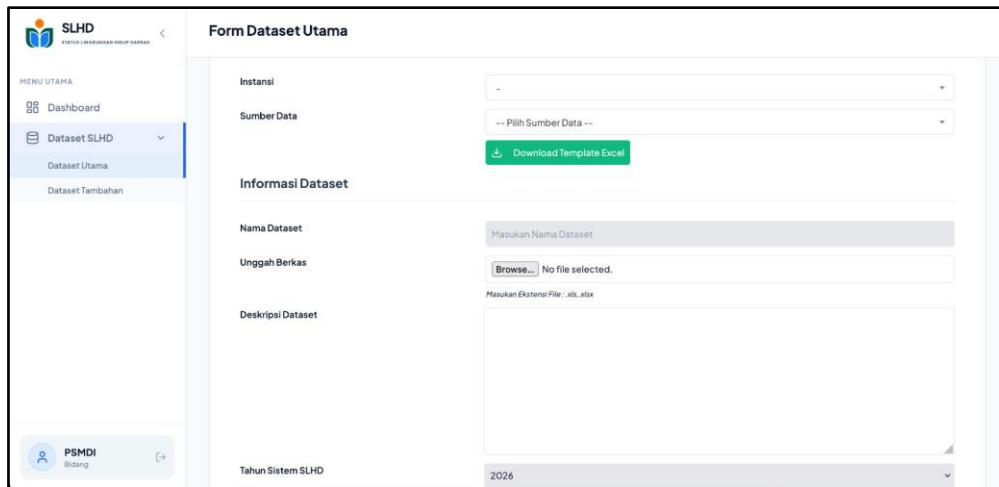 SLHD
STATUS LINGKUNGAN HIDUP DAERAH
MENU UTAMA
Dashboard
Dataset SLHD
Dataset Utama
Dataset Tambahan
PSMDI
Bidang
Form Dataset Utama
Instansi
-
Sumber Data
-- Pilih Sumber Data --
Download Template Excel
Informasi Dataset
Nama Dataset
Masukan Nama Dataset
Unggah Berkas
Browse... No file selected.
Masukan Ekstensi File : .xls, .xlsx
Deskripsi Dataset
Tahun Sistem SLHD
2026